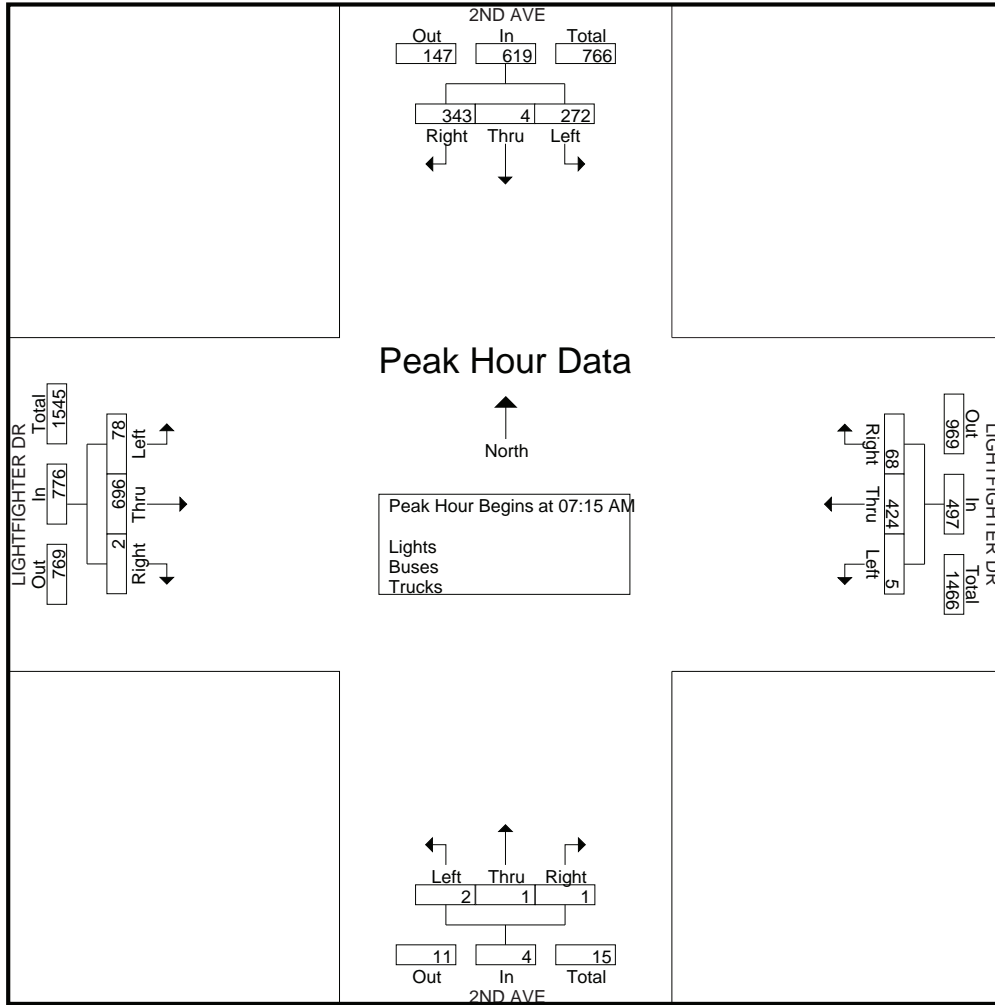 2ND AVE
Out In Total
147 619 766
343 4 272
Right Thru Left
Peak Hour Data
North
Peak Hour Begins at 07:15 AM
Lights
Buses
Trucks
LIGHTFIGHTER DR
Total In Out
1545 776 769
78 696 2
Left Thru Right
LIGHTFIGHTER DR
Out In Total
969 497 1466
68 424 5
Right Thru Left
Left Thru Right
2 1 1
11 4 15
Out In Total
2ND AVE